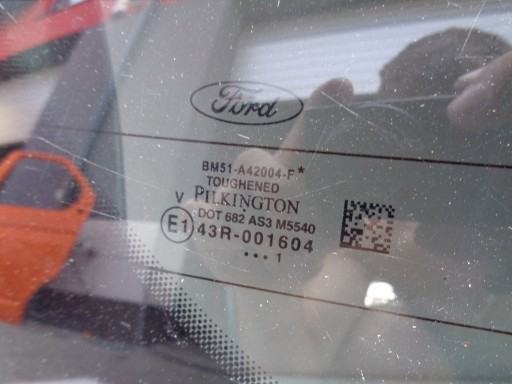 Ford
BM51-A42004-F*
TOUGHENED
V PILKINGTON
DOT 682 AS3 M5540
E1 43R-001604
••• 1